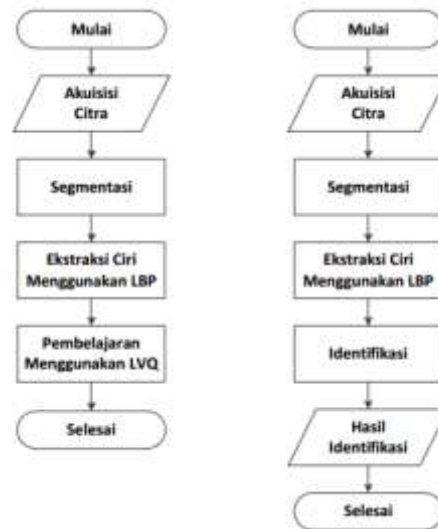 Mulai
Akuisisi
Citra
Segmentasi
Ekstraksi Ciri
Menggunakan LBP
Pembelajaran
Menggunakan LVQ
Selesai
Mulai
Akuisisi
Citra
Segmentasi
Ekstraksi Ciri
Menggunakan LBP
Identifikasi
Hasil
Identifikasi
Selesai